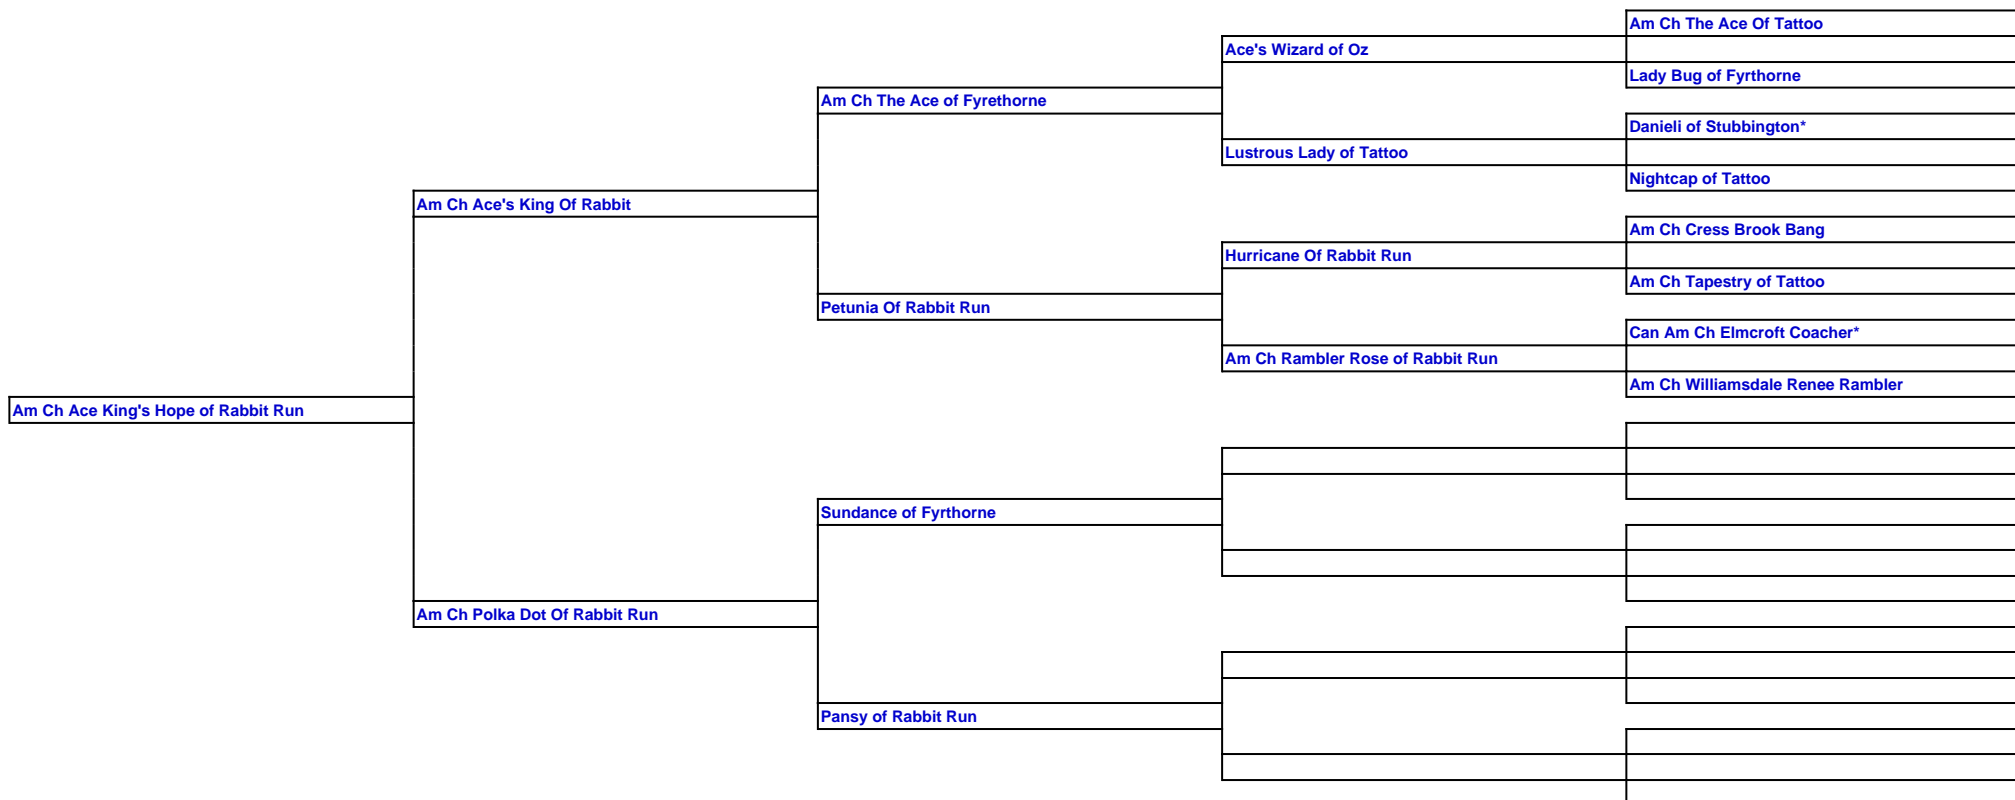 Am Ch The Ace Of Tattoo
Ace's Wizard of Oz
Lady Bug of Fyrthorne
Am Ch The Ace of Fyrethorne
Danieli of Stubbington*
Lustrous Lady of Tattoo
Nightcap of Tattoo
Am Ch Ace's King Of Rabbit
Am Ch Cress Brook Bang
Hurricane Of Rabbit Run
Am Ch Tapestry of Tattoo
Petunia Of Rabbit Run
Can Am Ch Elmcroft Coacher*
Am Ch Rambler Rose of Rabbit Run
Am Ch Williamsdale Renee Rambler
Am Ch Ace King's Hope of Rabbit Run
Sundance of Fyrthorne
Am Ch Polka Dot Of Rabbit Run
Pansy of Rabbit Run